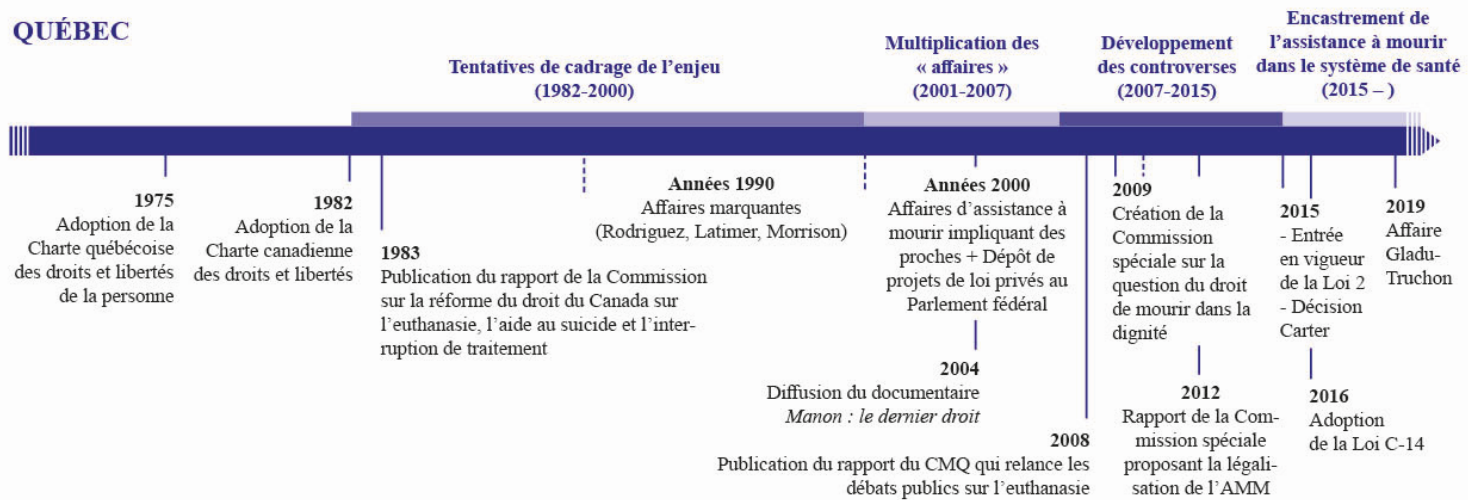 QUÉBEC
Tentatives de cadrage de l'enjeu
(1982-2000)
Multiplication des
« affaires »
(2001-2007)
Développement
des controverses
(2007-2015)
Encastrement de
l'assistance à mourir
dans le système de santé
(2015 – )
1975
Adoption de la
Charte québécoise
des droits et libertés
de la personne
1982
Adoption de la
Charte canadienne
des droits et libertés
1983
Publication du rapport de la Commission
sur la réforme du droit du Canada sur
l'euthanasie, l'aide au suicide et l'inter-
ruption de traitement
Années 1990
Affaires marquantes
(Rodriguez, Latimer, Morrison)
Années 2000
Affaires d'assistance à
mourir impliquant des
proches + Dépôt de
projets de loi privés au
Parlement fédéral
2004
Diffusion du documentaire
Manon : le dernier droit
2008
Publication du rapport du CMQ qui relance les
débats publics sur l'euthanasie
2009
Création de la
Commission
spéciale sur la
question du droit
de mourir dans la
dignité
2012
Rapport de la Com-
mission spéciale
proposant la légali-
sation de l'AMM
2015
- Entrée
en vigueur
de la Loi 2
- Décision
Carter
2016
Adoption
de la Loi C-14
2019
Affaire
Gladu-
Truchon